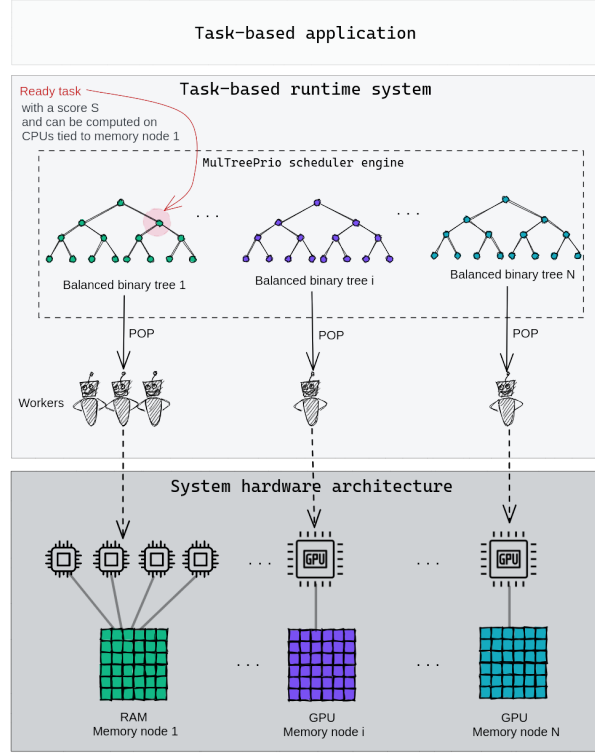 Task-based application
Task-based runtime system
Ready task
with a score S
and can be computed on
CPUs tied to memory node 1
MulTreePrio scheduler engine
. . .
. . .
Balanced binary tree 1
Balanced binary tree i
Balanced binary tree N
POP
POP
POP
Workers
System hardware architecture
. . .
GPU
. . .
GPU
. . .
. . .
RAM
Memory node 1
GPU
Memory node i
GPU
Memory node N